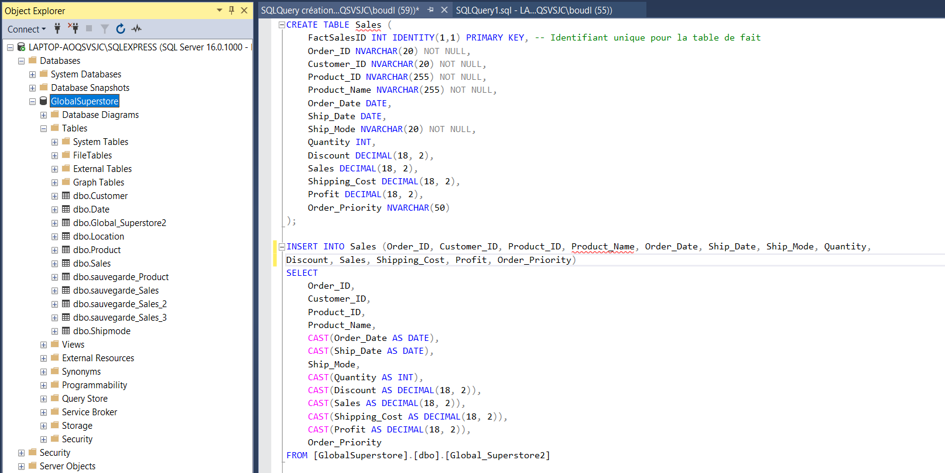 Object Explorer
Connect
LAPTOP-AOQSVSJC\SQLEXPRESS (SQL Server 16.0.1000 -
Databases
System Databases
Database Snapshots
GlobalSuperstore
Database Diagrams
Tables
System Tables
FileTables
External Tables
Graph Tables
dbo.Customer
dbo.Date
dbo.Global_Superstore2
dbo.Location
dbo.Product
dbo.Sales
dbo.sauvegarde_Product
dbo.sauvegarde_Sales
dbo.sauvegarde_Sales_2
dbo.sauvegarde_Sales_3
dbo.Shipmode
Views
External Resources
Synonyms
Programmability
Query Store
Service Broker
Storage
Security
Security
Server Objects
SQLQuery création...QSVSJC\boudl (59))*
SQLQuery1.sql - LA...QSVSJC\boudl (55))
CREATE TABLE Sales (
FactSalesID INT IDENTITY(1,1) PRIMARY KEY, -- Identifiant unique pour la table de fait
Order_ID NVARCHAR(20) NOT NULL,
Customer_ID NVARCHAR(20) NOT NULL,
Product_ID NVARCHAR(255) NOT NULL,
Product_Name NVARCHAR(255) NOT NULL,
Order_Date DATE,
Ship_Date DATE,
Ship_Mode NVARCHAR(20) NOT NULL,
Quantity INT,
Discount DECIMAL(18, 2),
Sales DECIMAL(18, 2),
Shipping_Cost DECIMAL(18, 2),
Profit DECIMAL(18, 2),
Order_Priority NVARCHAR(50)
);
INSERT INTO Sales (Order_ID, Customer_ID, Product_ID, Product_Name, Order_Date, Ship_Date, Ship_Mode, Quantity,
Discount, Sales, Shipping_Cost, Profit, Order_Priority)
SELECT
Order_ID,
Customer_ID,
Product_ID,
Product_Name,
CAST(Order_Date AS DATE),
CAST(Ship_Date AS DATE),
Ship_Mode,
CAST(Quantity AS INT),
CAST(Discount AS DECIMAL(18, 2)),
CAST(Sales AS DECIMAL(18, 2)),
CAST(Shipping_Cost AS DECIMAL(18, 2)),
CAST(Profit AS DECIMAL(18, 2)),
Order_Priority
FROM [GlobalSuperstore].[dbo].[Global_Superstore2]